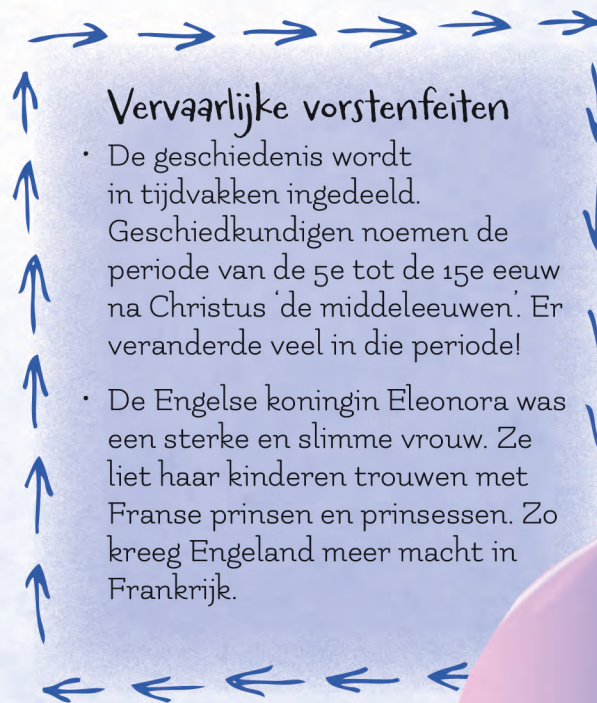 Vervaarlijke vorstenfeiten
• De geschiedenis wordt
in tijdvakken ingedeeld.
Geschiedkundigen noemen de
periode van de 5e tot de 15e eeuw
na Christus ‘de middeleeuwen’. Er
veranderde veel in die periode!
• De Engelse koningin Eleonora was
een sterke en slimme vrouw. Ze
liet haar kinderen trouwen met
Franse prinsen en prinsessen. Zo
kreeg Engeland meer macht in
Frankrijk.